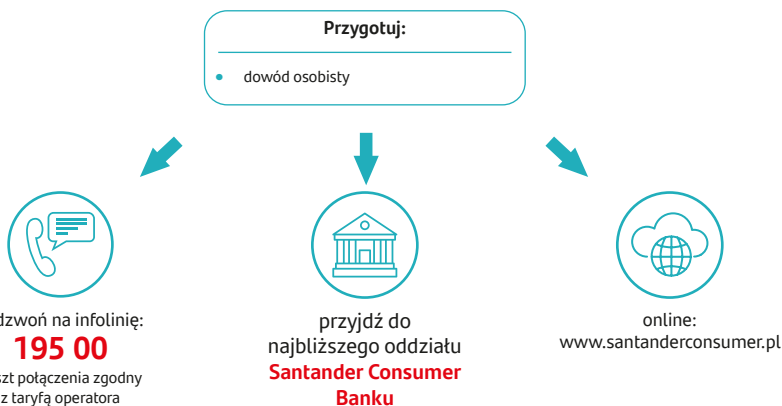 Przygotuj:
• dowód osobisty
dzwoń na infolinię:
195 00
szt połączenia zgodny
z taryfą operatora
przyjdź do
najbliższego oddziału
Santander Consumer
Banku
online:
www.santanderconsumer.pl